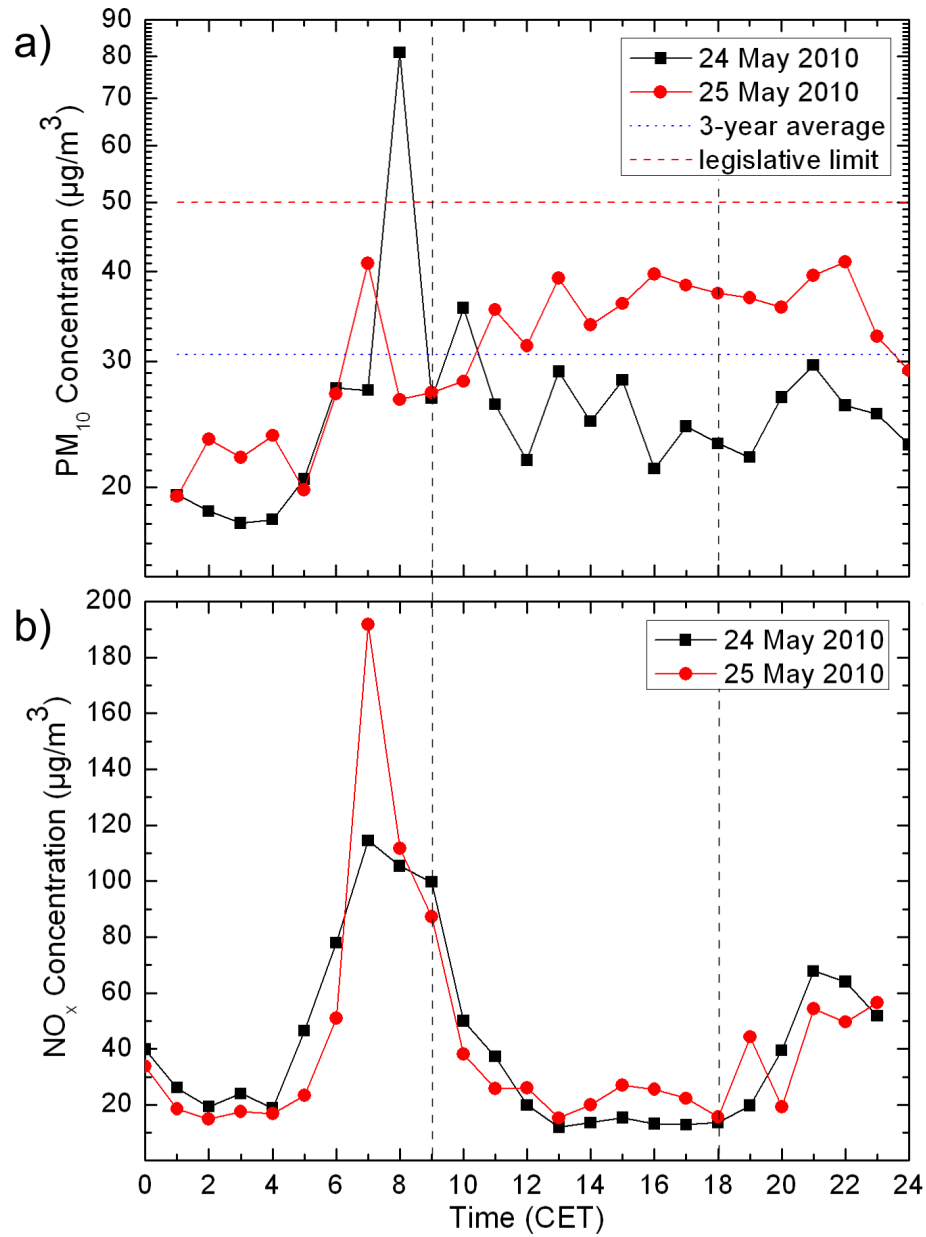 a)
90
80
70
60
50
40
30
20
PM₁₀ Concentration (µg/m³)
24 May 2010
25 May 2010
3-year average
legislative limit
b)
200
180
160
140
120
100
80
60
40
20
NOₓ Concentration (µg/m³)
24 May 2010
25 May 2010
0 2 4 6 8 10 12 14 16 18 20 22 24
Time (CET)